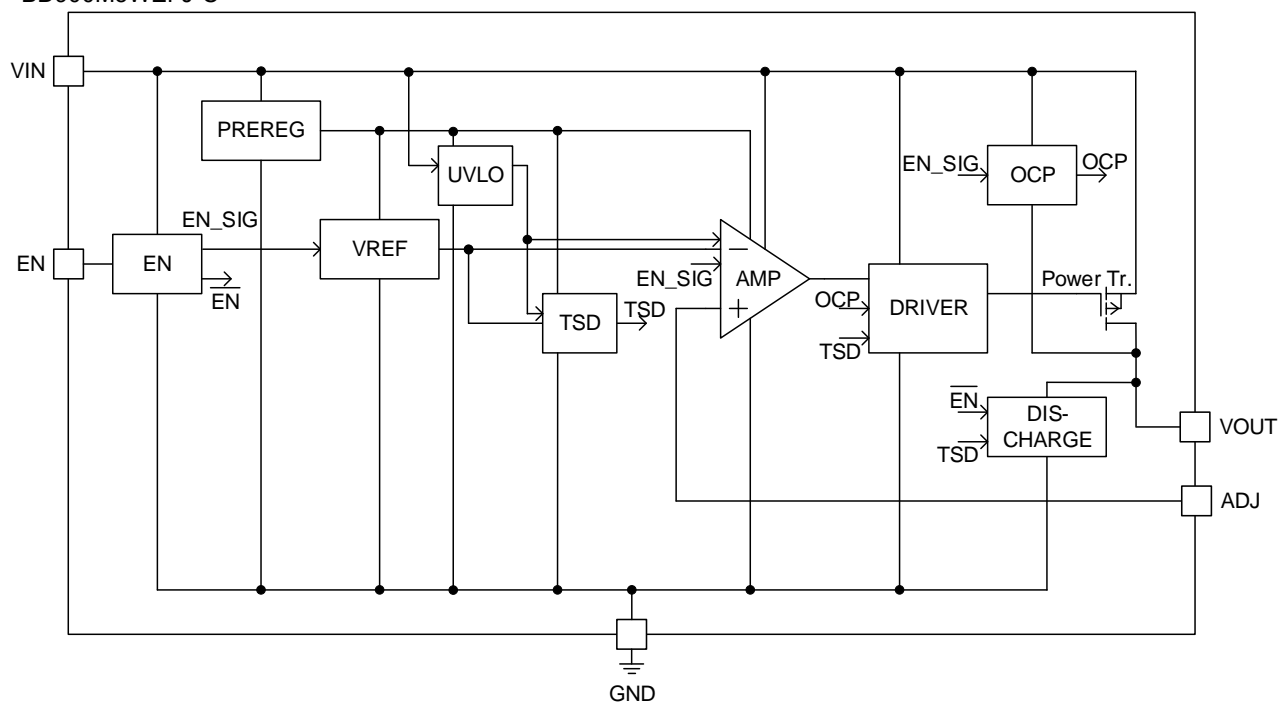 VIN
PREREG
UVLO
EN_SIG
OCP
OCP
EN_SIG
EN
EN
EN
VREF
EN_SIG
−
AMP
+
TSD
TSD
OCP
TSD
DRIVER
Power Tr.
EN
TSD
DIS-
CHARGE
VOUT
ADJ
GND